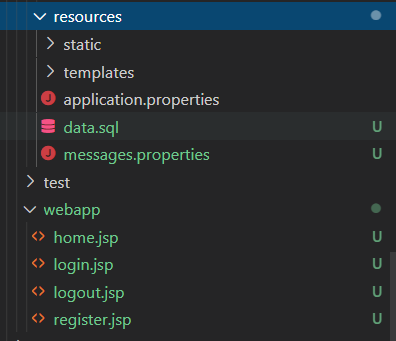 resources
static
templates
application.properties
data.sql U
messages.properties U
test
webapp
home.jsp U
login.jsp U
logout.jsp U
register.jsp U